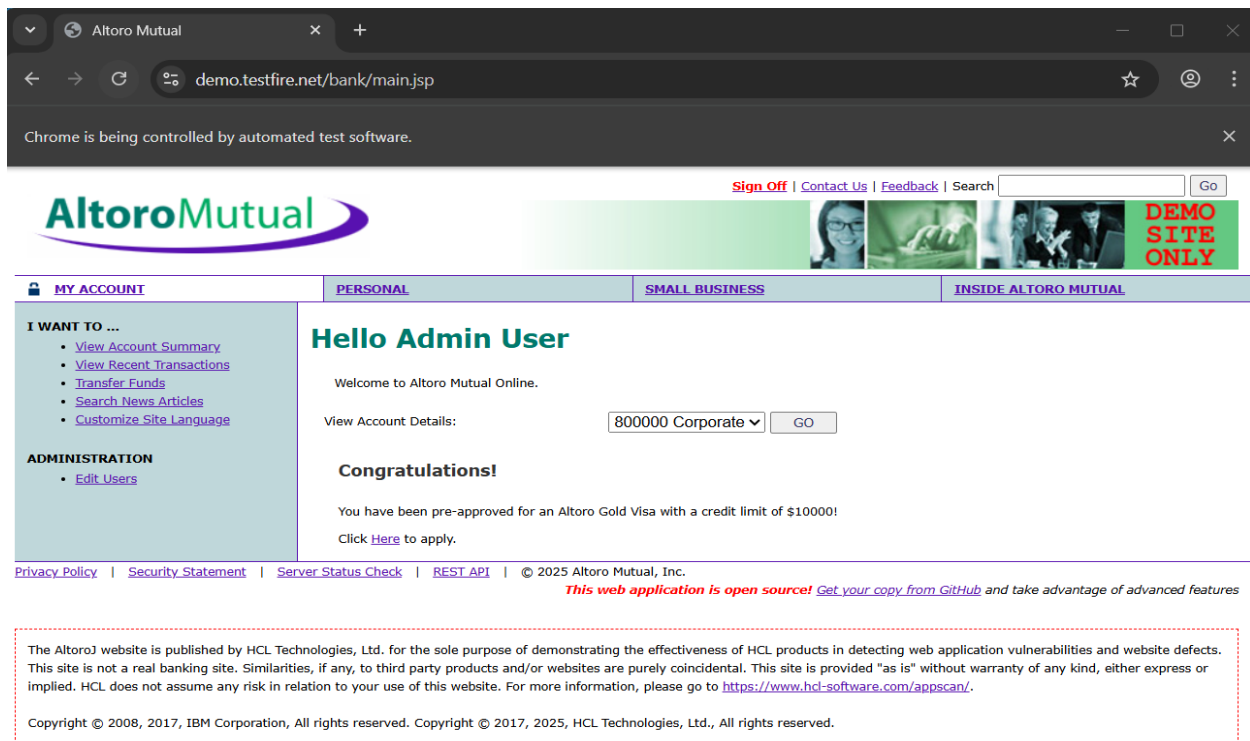 Altoro Mutual
demo.testfire.net/bank/main.jsp
Chrome is being controlled by automated test software.
Sign Off | Contact Us | Feedback | Search Go
AltoroMutual
DEMO
SITE
ONLY
MY ACCOUNT PERSONAL SMALL BUSINESS INSIDE ALTORO MUTUAL
I WANT TO ...
• View Account Summary
• View Recent Transactions
• Transfer Funds
• Search News Articles
• Customize Site Language
ADMINISTRATION
• Edit Users
Hello Admin User
Welcome to Altoro Mutual Online.
View Account Details: 800000 Corporate GO
Congratulations!
You have been pre-approved for an Altoro Gold Visa with a credit limit of $10000!
Click Here to apply.
Privacy Policy | Security Statement | Server Status Check | REST API | © 2025 Altoro Mutual, Inc.
This web application is open source! Get your copy from GitHub and take advantage of advanced features
The AltoroJ website is published by HCL Technologies, Ltd. for the sole purpose of demonstrating the effectiveness of HCL products in detecting web application vulnerabilities and website defects.
This site is not a real banking site. Similarities, if any, to third party products and/or websites are purely coincidental. This site is provided "as is" without warranty of any kind, either express or
implied. HCL does not assume any risk in relation to your use of this website. For more information, please go to https://www.hcl-software.com/appscan/.
Copyright © 2008, 2017, IBM Corporation, All rights reserved. Copyright © 2017, 2025, HCL Technologies, Ltd., All rights reserved.